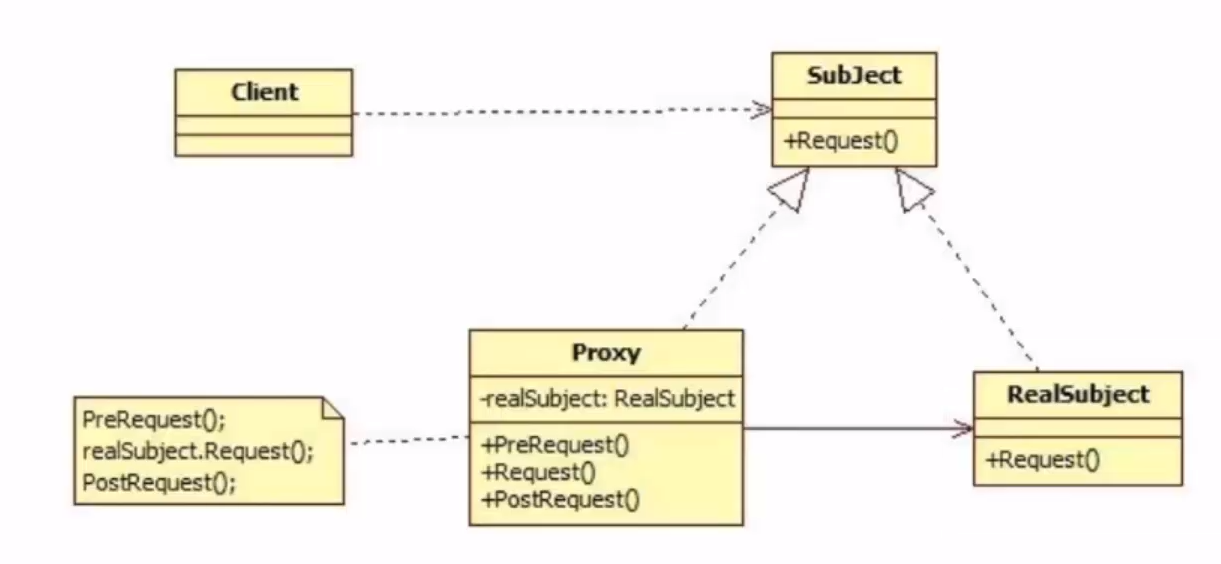 Client
SubJect
+Request()
Proxy
-realSubject: RealSubject
+PreRequest()
+Request()
+PostRequest()
RealSubject
+Request()
PreRequest();
realSubject.Request();
PostRequest();